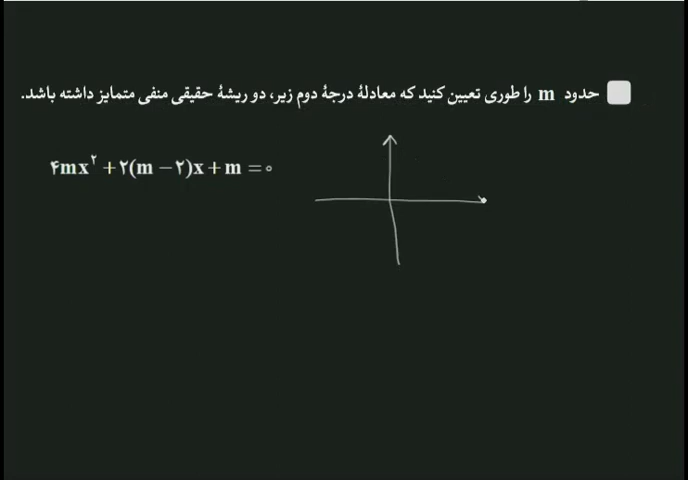 حدود m را طوری تعیین کنید که معادلهٔ درجهٔ دوم زیر، دو ریشهٔ حقیقی منفی متمایز داشته باشد.
۴mx۲ + ۲(m − ۲)x + m = ۰